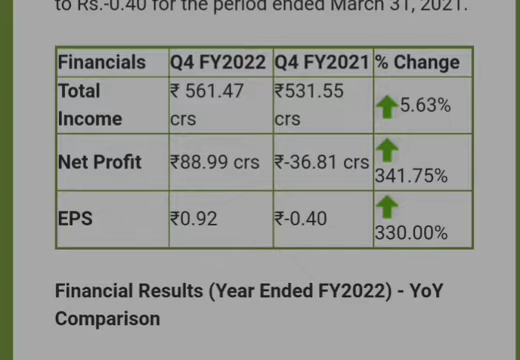 to Rs.-0.40 for the period ended March 31, 2021.
Financials Q4 FY2022 Q4 FY2021 % Change
Total Income ₹ 561.47 crs ₹531.55 crs 5.63%
Net Profit ₹88.99 crs ₹-36.81 crs 341.75%
EPS ₹0.92 ₹-0.40 330.00%
Financial Results (Year Ended FY2022) - YoY
Comparison